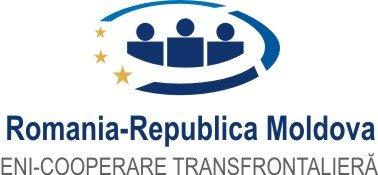 Romania-Republica Moldova
ENI-COOPERARE TRANSFRONTALIERĂ